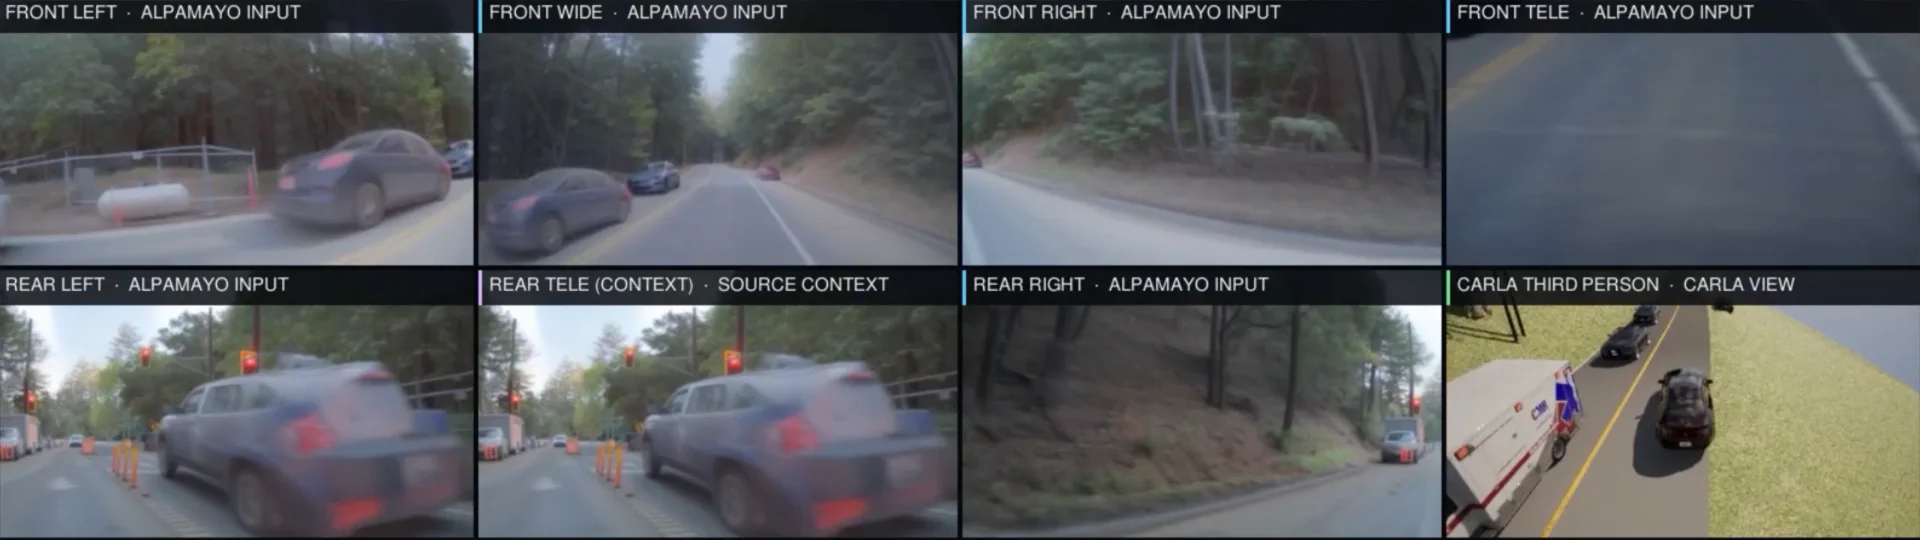 FRONT LEFT · ALPAMAYO INPUT
FRONT WIDE · ALPAMAYO INPUT
FRONT RIGHT · ALPAMAYO INPUT
FRONT TELE · ALPAMAYO INPUT
REAR LEFT · ALPAMAYO INPUT
REAR TELE (CONTEXT) · SOURCE CONTEXT
REAR RIGHT · ALPAMAYO INPUT
CARLA THIRD PERSON · CARLA VIEW